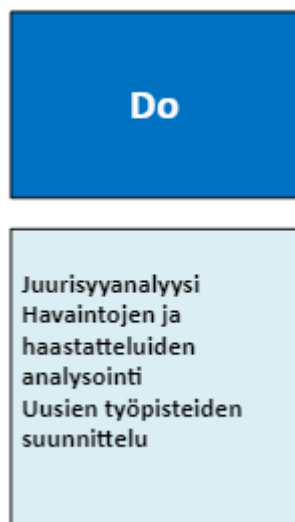 Do
Juurisyyanalyysi
Havaintojen ja
haastatteluiden
analysointi
Uusien työpisteiden
suunnittelu